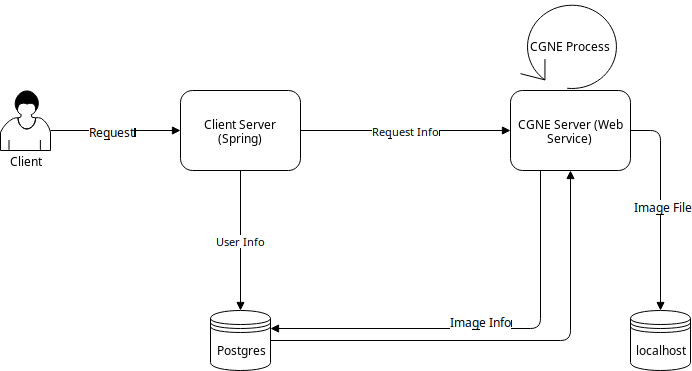 CGNE Process
Client
Request
Client Server
(Spring)
Request Info
CGNE Server (Web
Service)
Image File
User Info
Image Info
Postgres
localhost